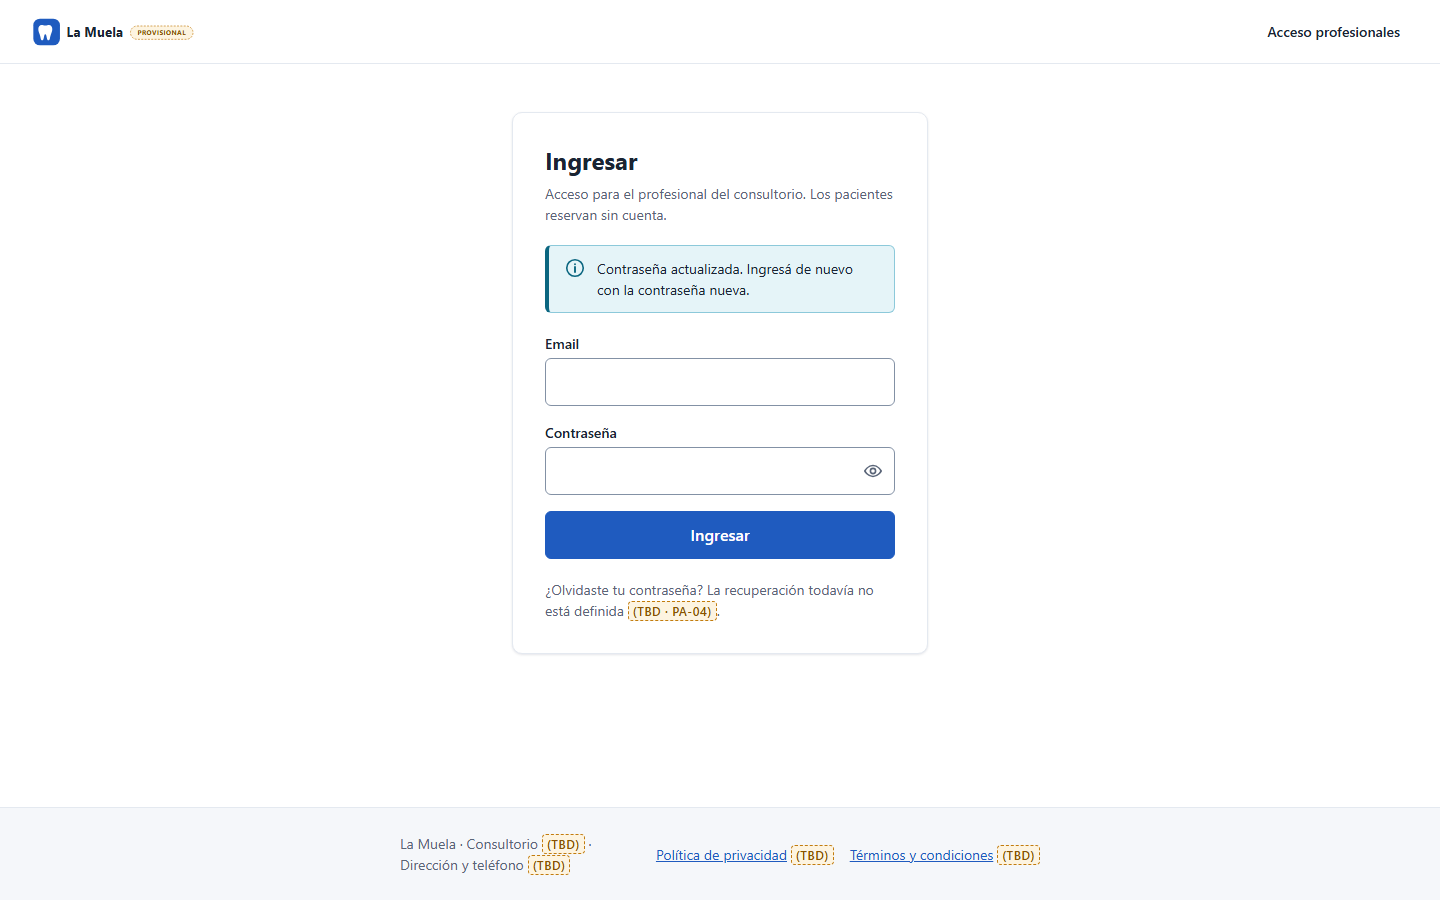 La Muela PROVISIONAL
Acceso profesionales
Ingresar
Acceso para el profesional del consultorio. Los pacientes
reservan sin cuenta.
Contraseña actualizada. Ingresá de nuevo
con la contraseña nueva.
Email
Contraseña
Ingresar
¿Olvidaste tu contraseña? La recuperación todavía no
está definida (TBD · PA-04).
La Muela · Consultorio (TBD) ·
Dirección y teléfono (TBD)
Política de privacidad (TBD) Términos y condiciones (TBD)